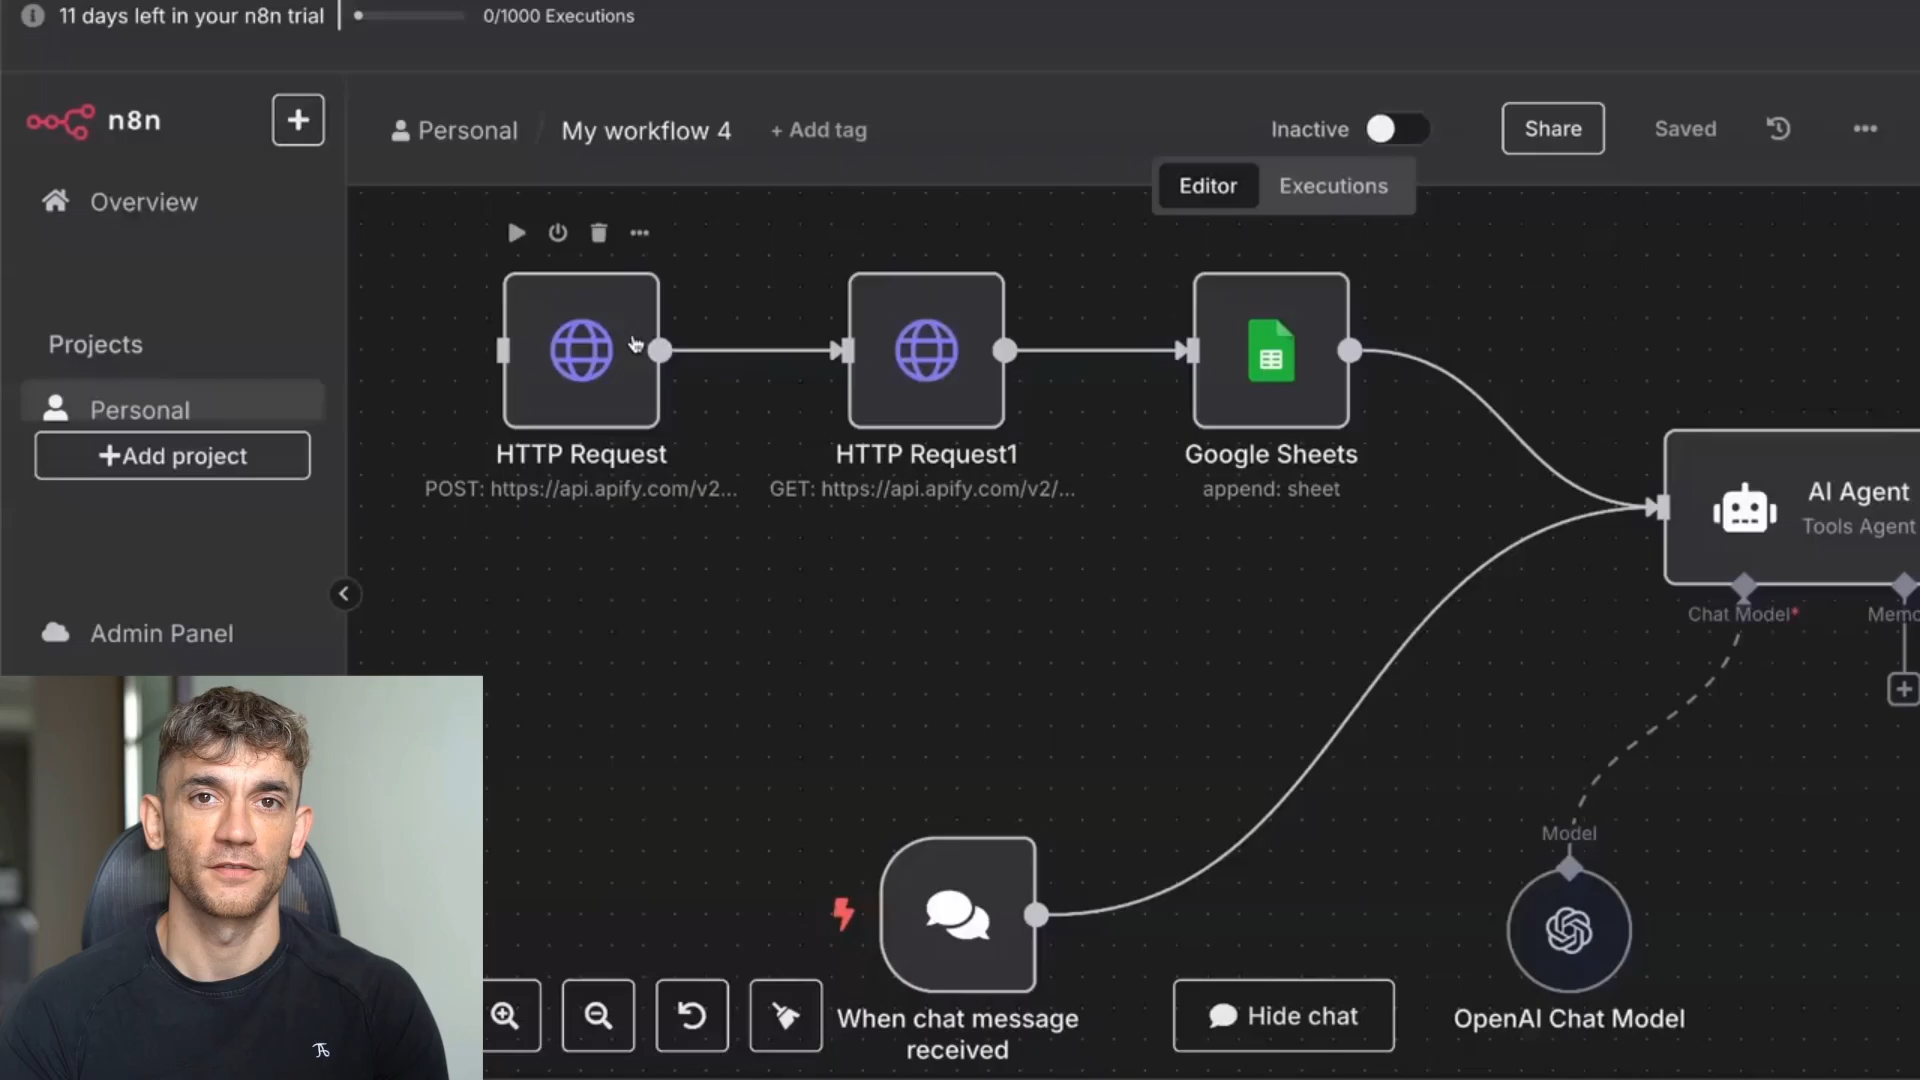 11 days left in your n8n trial
0/1000 Executions
n8n
Personal / My workflow 4
+ Add tag
Inactive
Share
Saved
Editor
Executions
Overview
Projects
Personal
+Add project
Admin Panel
HTTP Request
POST: https://api.apify.com/v2...
HTTP Request1
GET: https://api.apify.com/v2/...
Google Sheets
append: sheet
AI Agent
Tools Agent
Chat Model*
Memo
Model
OpenAI Chat Model
When chat message
received
Hide chat